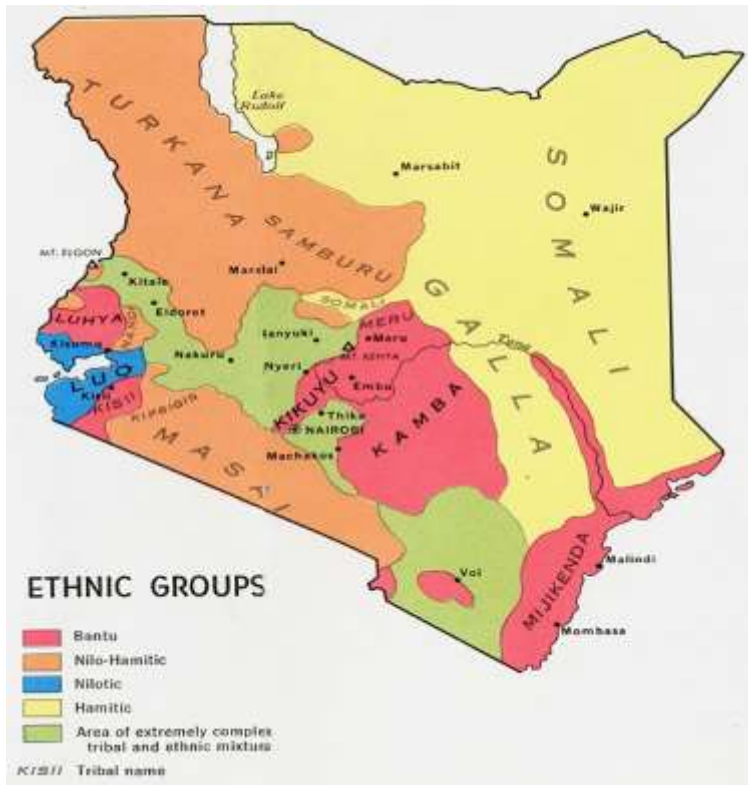 Lake
Rudolf
TURKANA
SOMALI
Marsabit
Wajir
SAMBURU
MT. ELGON
Kitale
Maralal
Eldoret
GALLA
SOMALI
LUHYA
NANDI
MERU
Meru
Kisumu
Nanyuki
MT. KENYA
Tana
Nakuru
Nyeri
LUO
Embu
Kisii
KISII
KIKUYU
KAMBA
KIPSIGIS
Thika
NAIROBI
MASAI
Machakos
Voi
Malindi
MIJIKENDA
Mombasa
ETHNIC GROUPS
Bantu
Nilo-Hamitic
Nilotic
Hamitic
Area of extremely complex
tribal and ethnic mixture
KISII Tribal name